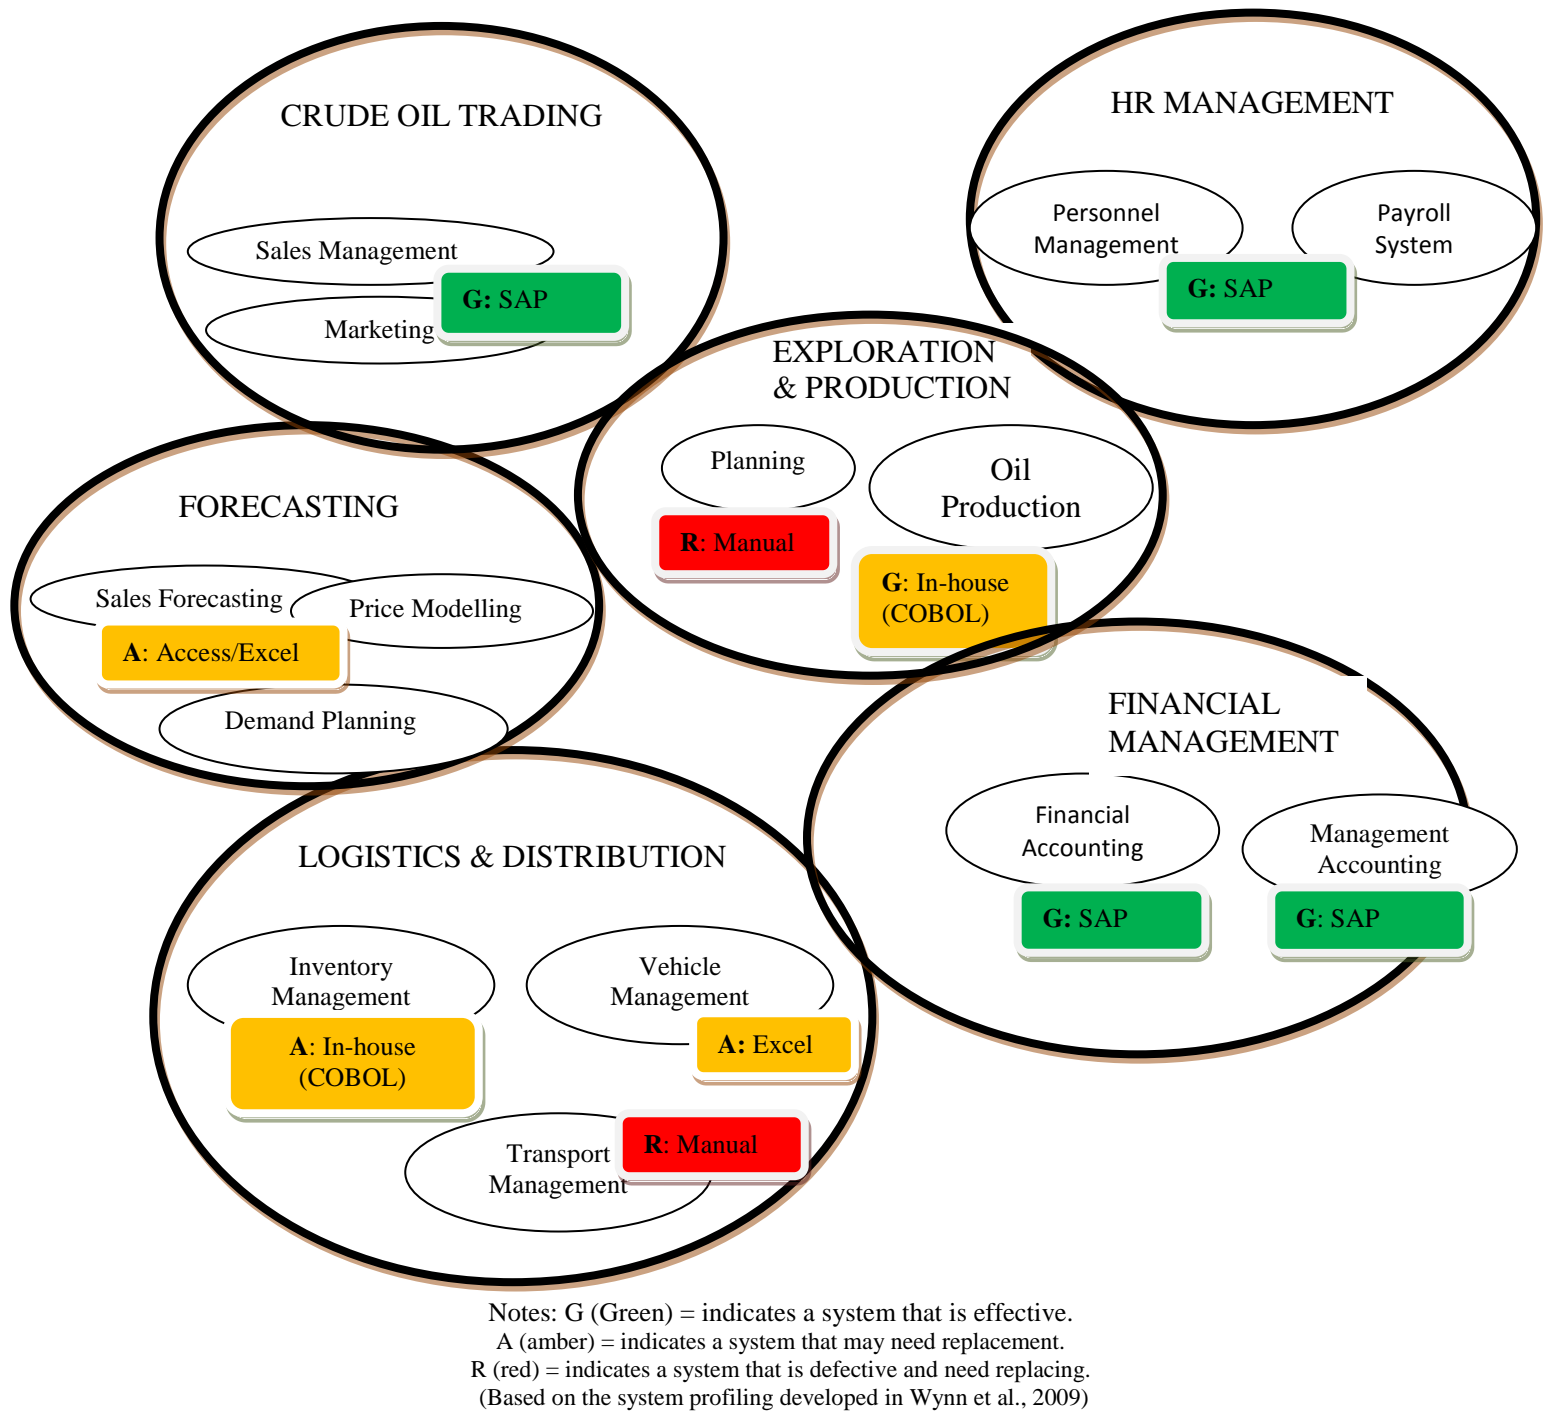 CRUDE OIL TRADING
Sales Management
G: SAP
Marketing
HR MANAGEMENT
Personnel
Management
Payroll
System
G: SAP
EXPLORATION
& PRODUCTION
Planning
R: Manual
Oil
Production
G: In-house
(COBOL)
FORECASTING
Sales Forecasting
Price Modelling
A: Access/Excel
Demand Planning
FINANCIAL
MANAGEMENT
Financial
Accounting
G: SAP
Management
Accounting
G: SAP
LOGISTICS & DISTRIBUTION
Inventory
Management
A: In-house
(COBOL)
Vehicle
Management
A: Excel
Transport
Management
R: Manual
Notes: G (Green) = indicates a system that is effective.
A (amber) = indicates a system that may need replacement.
R (red) = indicates a system that is defective and need replacing.
(Based on the system profiling developed in Wynn et al., 2009)